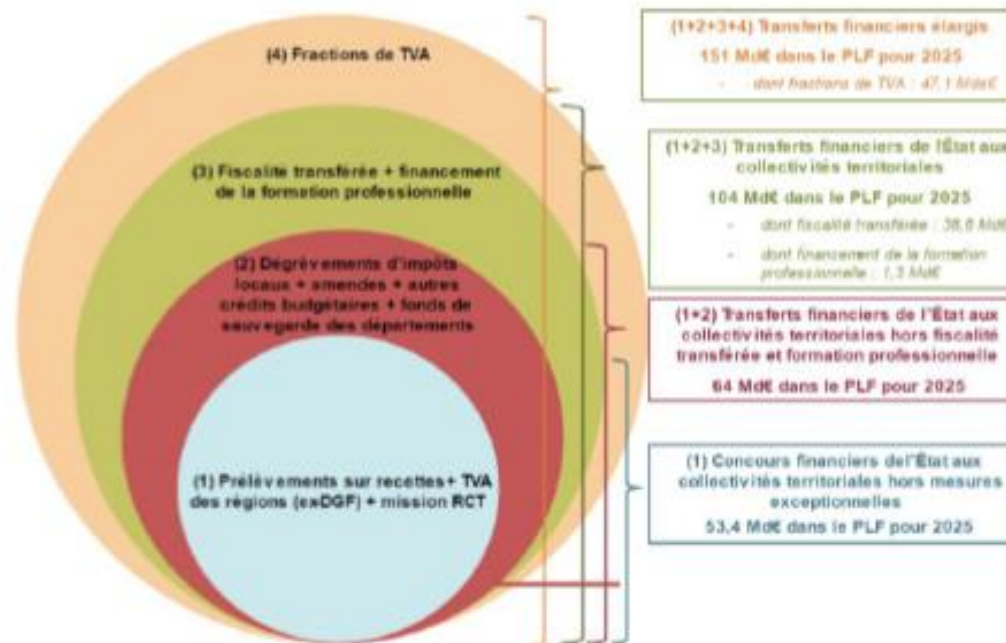 (4) Fractions de TVA
(3) Fiscalité transférée + financement
de la formation professionnelle
(2) Dégrèvements d'impôts
locaux + amendes + autres
crédits budgétaires + fonds de
sauvegarde des départements
(1) Prélèvements sur recettes+ TVA
des régions (exDGF) + mission RCT
(1+2+3+4) Transferts financiers élargis
151 Md€ dans le PLF pour 2025
- dont fractions de TVA : 47,1 Mds€
(1+2+3) Transferts financiers de l'État aux
collectivités territoriales
104 Md€ dans le PLF pour 2025
- dont fiscalité transférée : Md€
- dont financement de la formation
professionnelle : 1,3 Md€
(1+2) Transferts financiers de l'État aux
collectivités territoriales hors fiscalité
transférée et formation professionnelle
64 Md€ dans le PLF pour 2025
(1) Concours financiers del'État aux
collectivités territoriales hors mesures
exceptionnelles
53,4 Md€ dans le PLF pour 2025